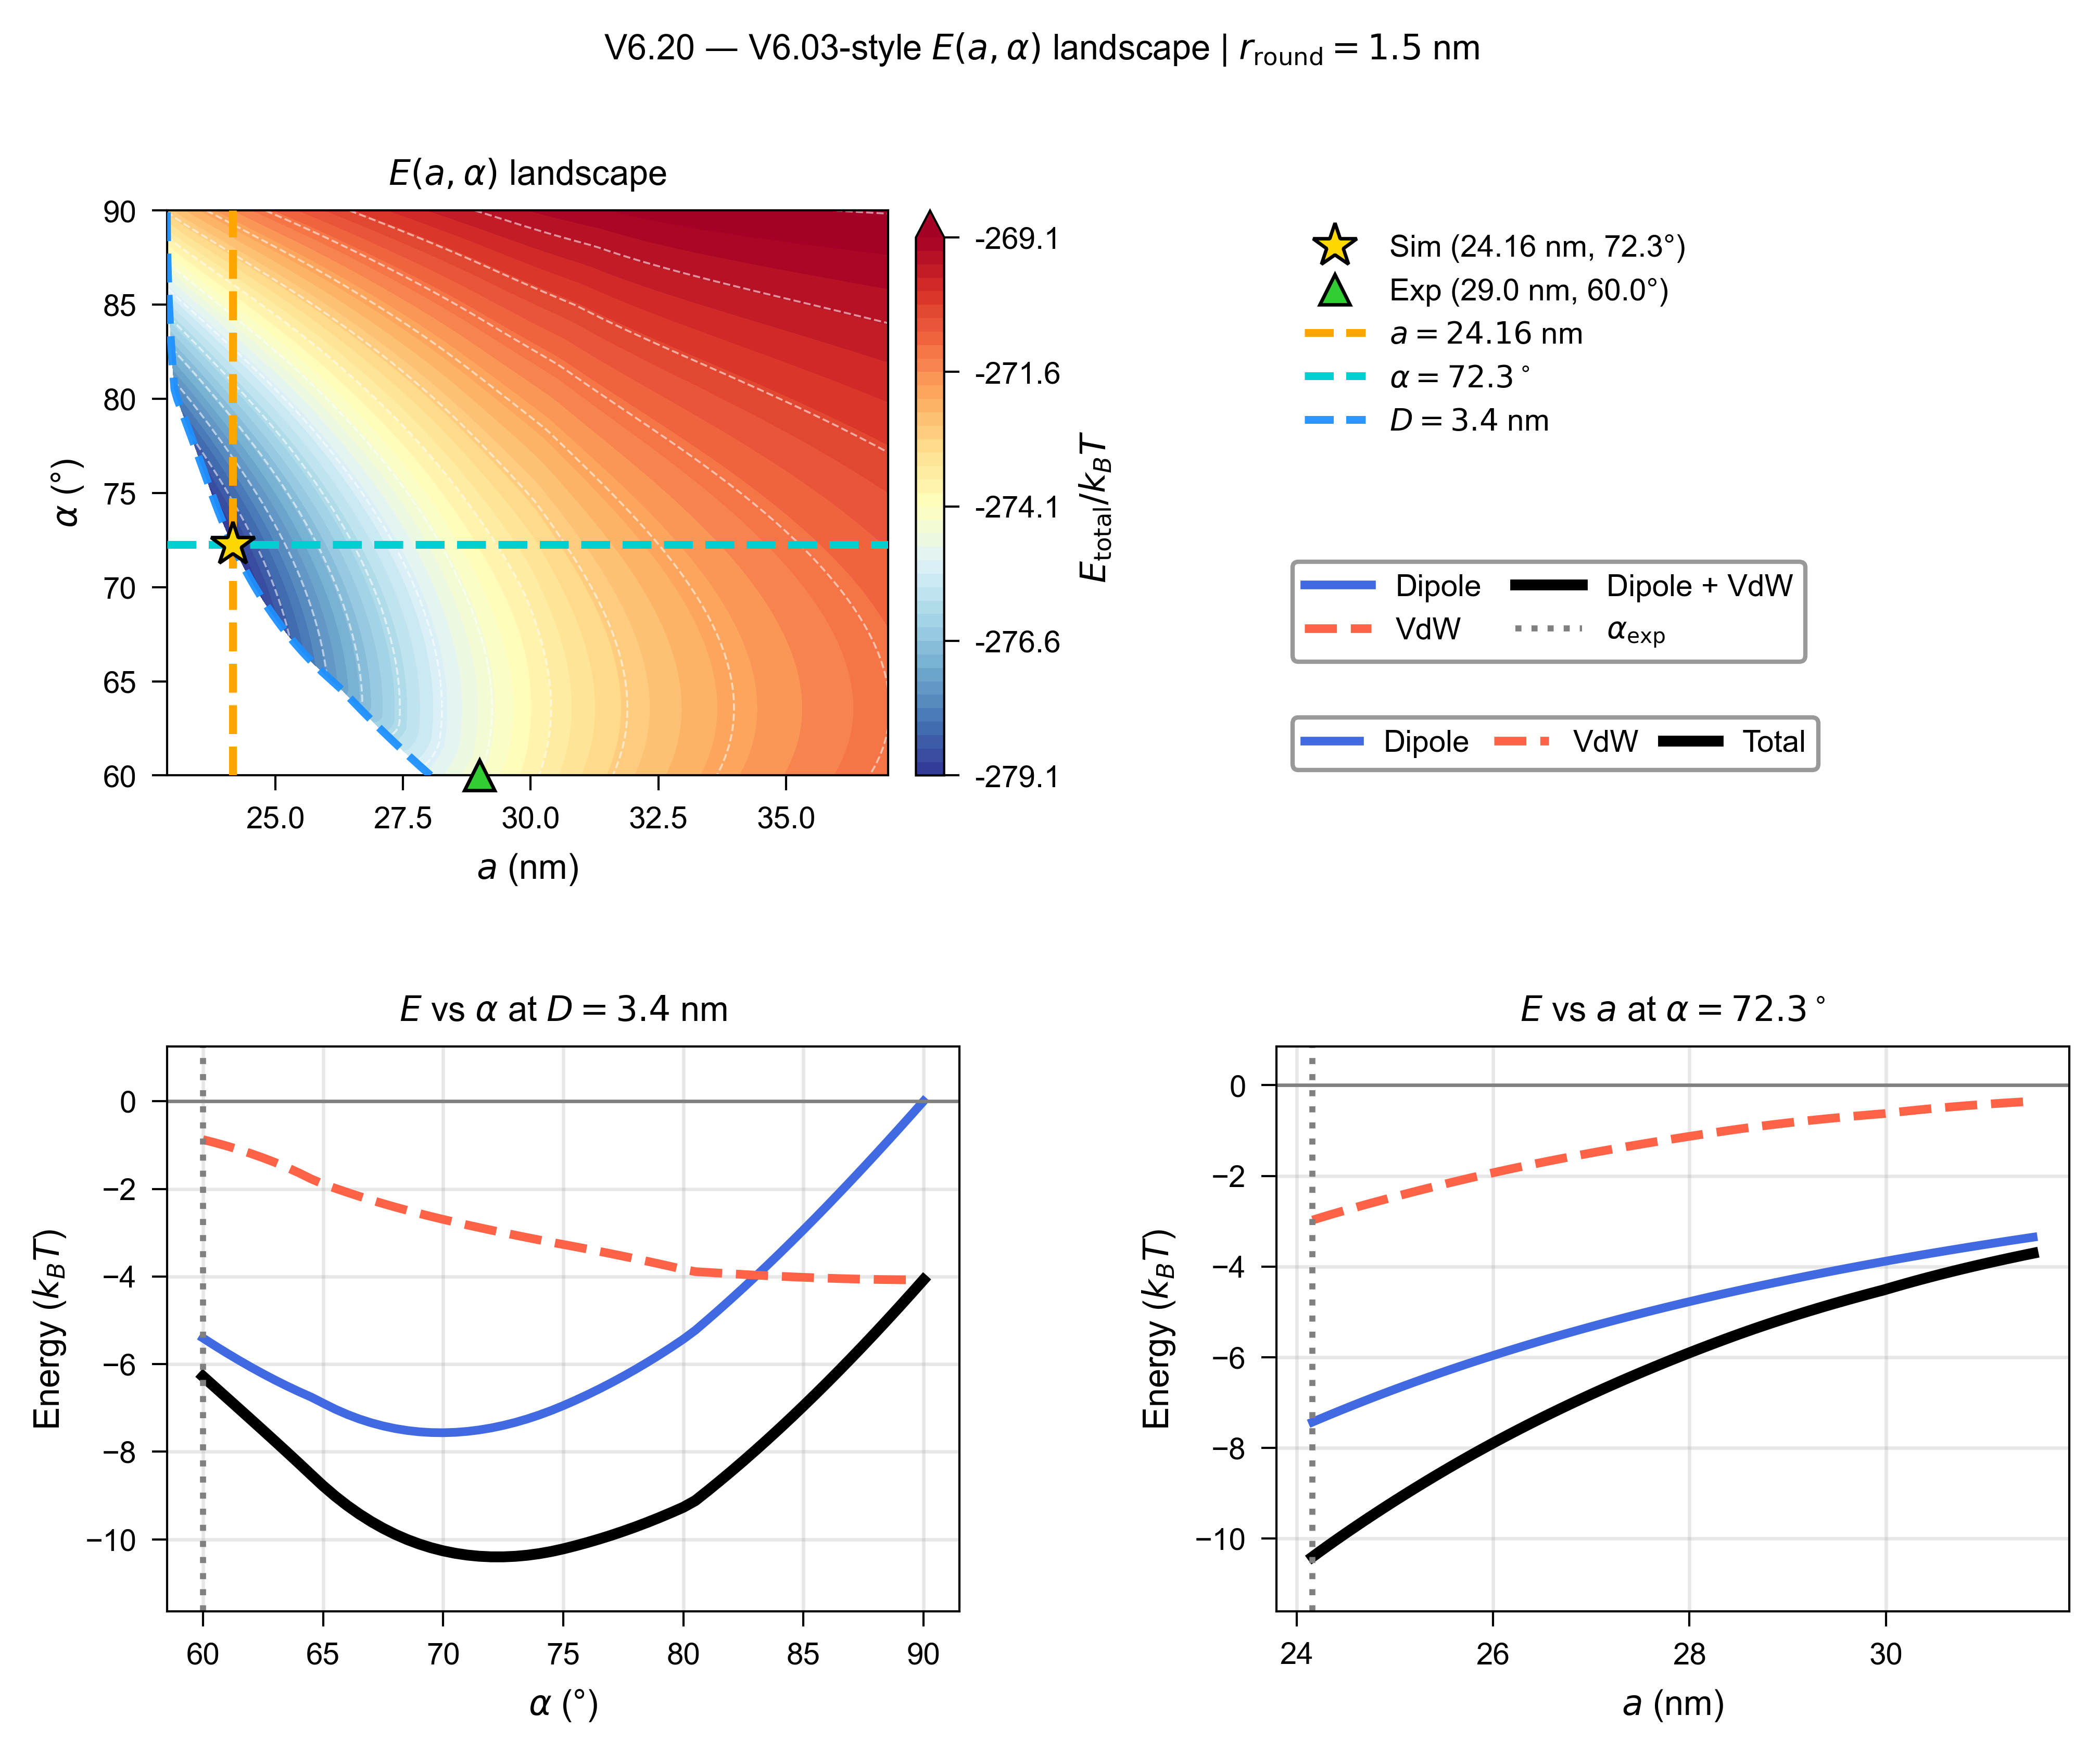 V6.20 — V6.03-style E(a, α) landscape | r_round = 1.5 nm
E(a, α) landscape
90
85
80
75
70
65
60
α (°)
25.0
27.5
30.0
32.5
35.0
a (nm)
-269.1
-271.6
-274.1
-276.6
-279.1
E_total/k_BT
Sim (24.16 nm, 72.3°)
Exp (29.0 nm, 60.0°)
a = 24.16 nm
α = 72.3°
D = 3.4 nm
Dipole
Dipole + VdW
VdW
α_exp
Dipole
VdW
Total
E vs α at D = 3.4 nm
0
−2
−4
−6
−8
−10
Energy (k_BT)
60
65
70
75
80
85
90
α (°)
E vs a at α = 72.3°
0
−2
−4
−6
−8
−10
Energy (k_BT)
24
26
28
30
a (nm)